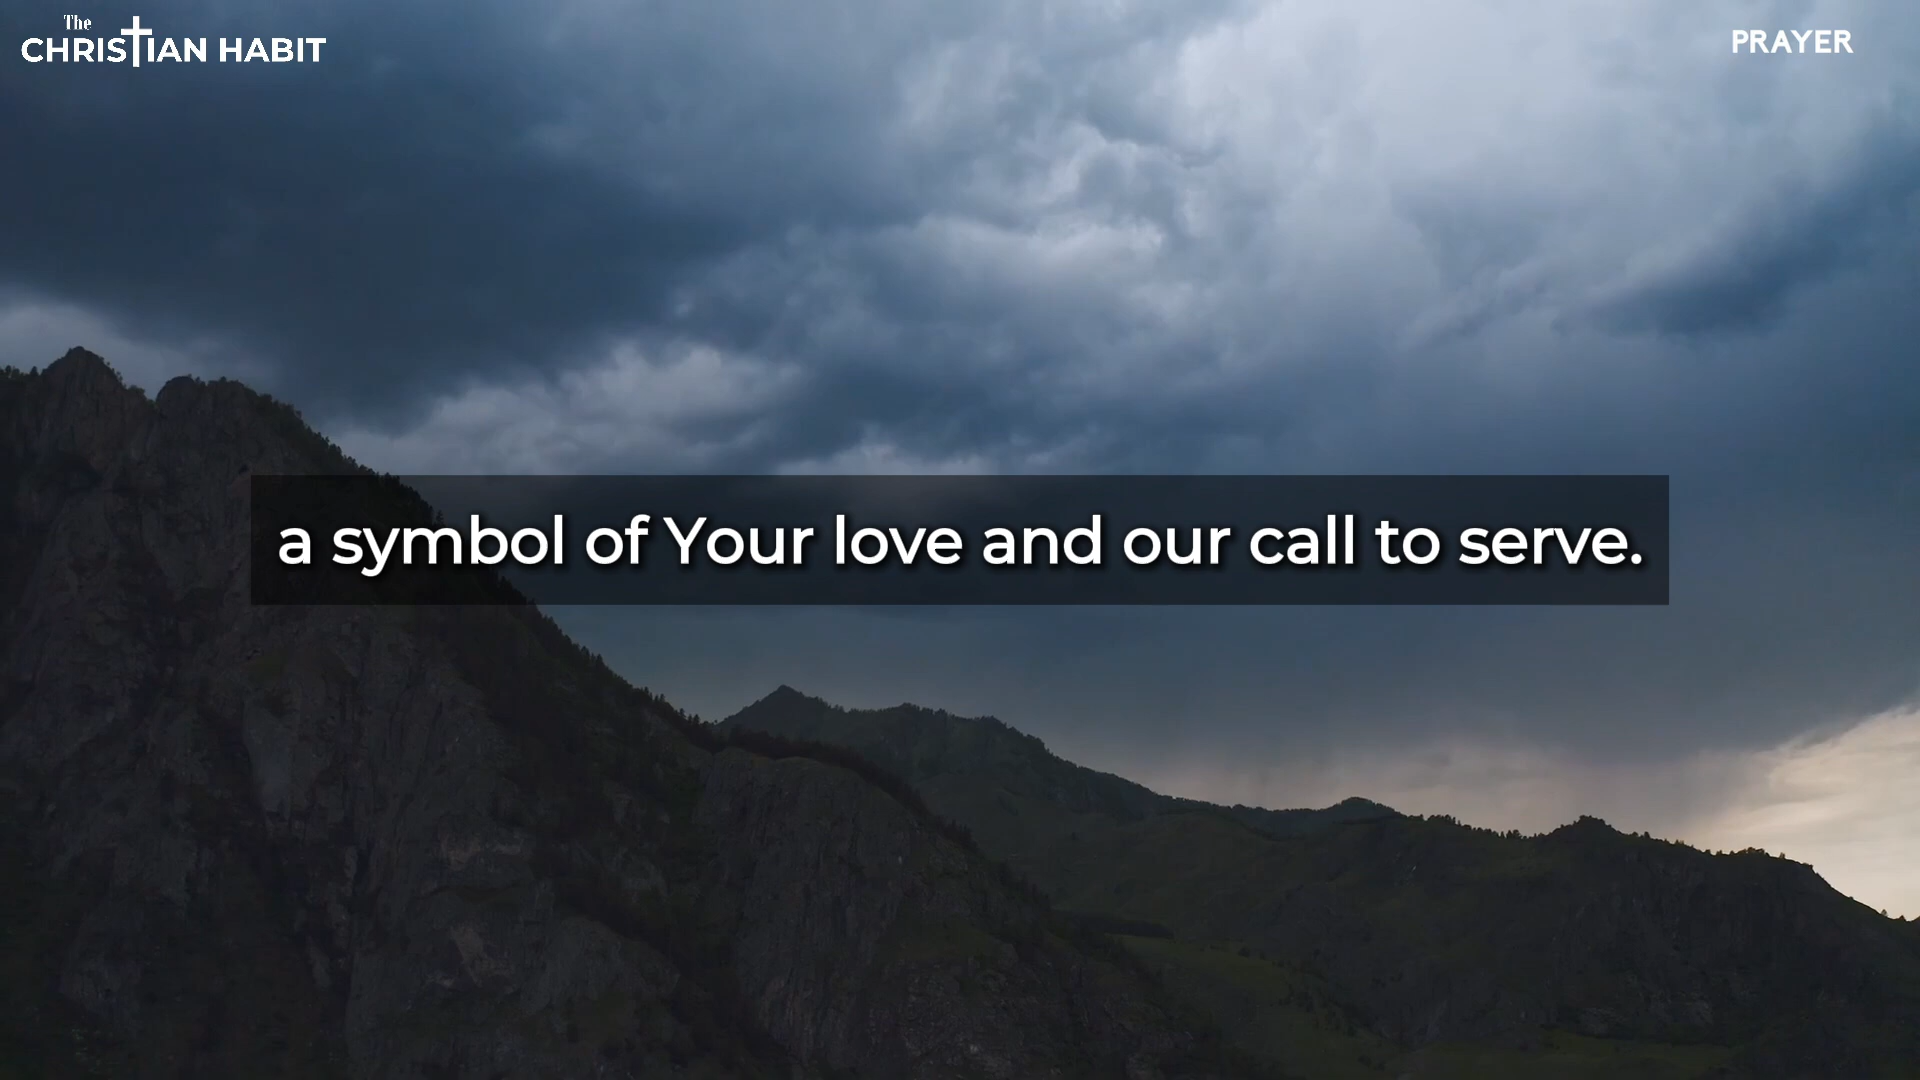 The
CHRISTIAN HABIT
PRAYER
a symbol of Your love and our call to serve.